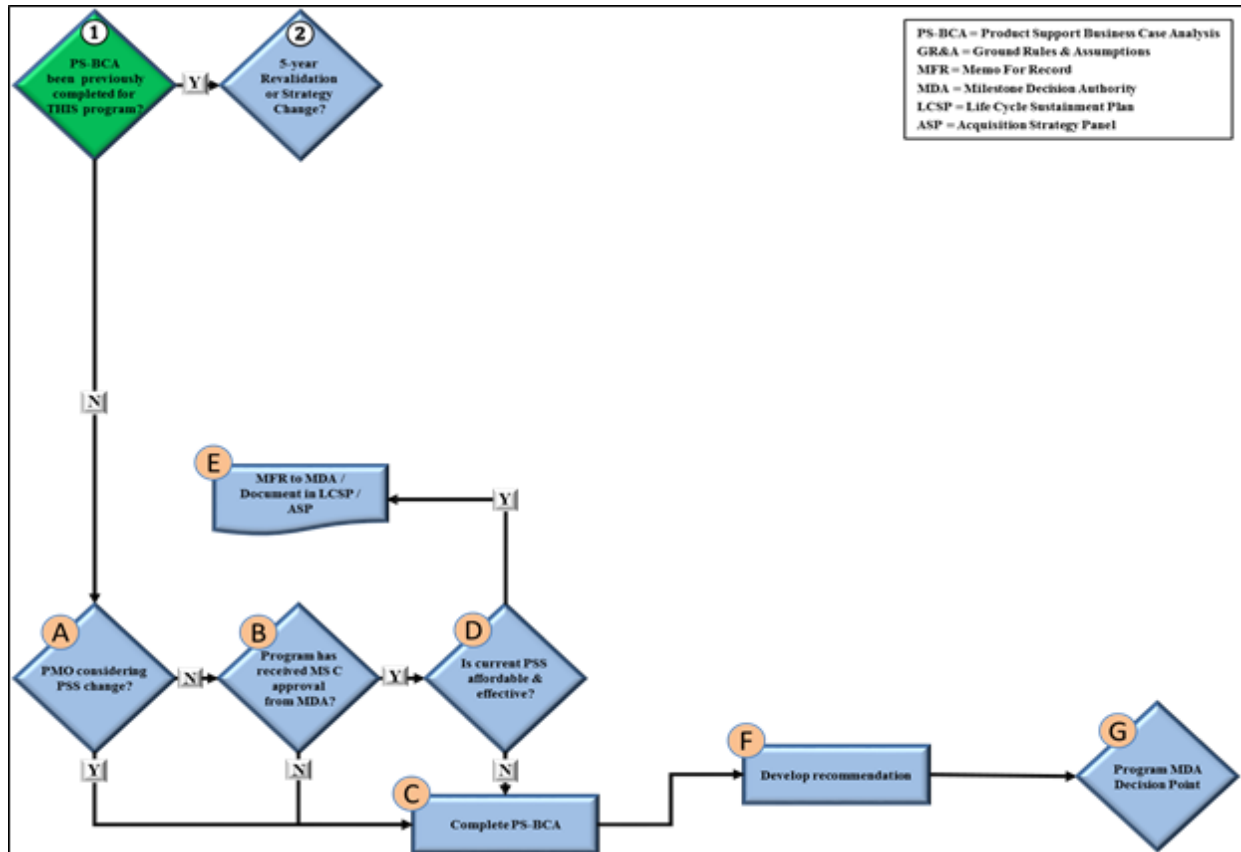 1
PS-BCA
been previously
completed for
THIS program?
Y
2
5-year
Revalidation
or Strategy
Change?
PS-BCA = Product Support Business Case Analysis
GR&A = Ground Rules & Assumptions
MFR = Memo For Record
MDA = Milestone Decision Authority
LCSP = Life Cycle Sustainment Plan
ASP = Acquisition Strategy Panel
N
E
MFR to MDA /
Document in LCSP /
ASP
Y
A
PMO considering
PSS change?
N
B
Program has
received MS C
approval
from MDA?
Y
D
Is current PSS
affordable &
effective?
Y
N
N
C
Complete PS-BCA
F
Develop recommendation
G
Program MDA
Decision Point